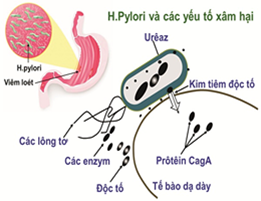 H.Pylori và các yếu tố xâm hại
Urêaz
H.pylori
Viêm loét
Kim tiêm độc tố
Các lông tơ
Các enzym
Prôtêin CagA
Độc tố
Tế bào dạ dày